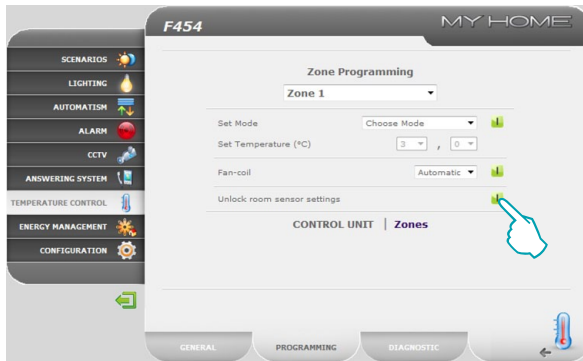 F454
MY HOME
SCENARIOS
LIGHTING
AUTOMATISM
ALARM
CCTV
ANSWERING SYSTEM
TEMPERATURE CONTROL
ENERGY MANAGEMENT
CONFIGURATION
Zone Programming
Zone 1
Set Mode Choose Mode
Set Temperature (°C) 3 , 0
Fan-coil Automatic
Unlock room sensor settings
CONTROL UNIT | Zones
GENERAL PROGRAMMING DIAGNOSTIC